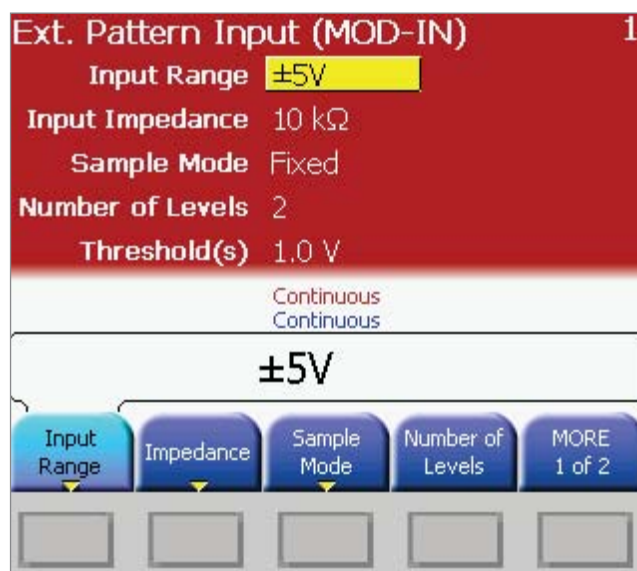 Ext. Pattern Input (MOD-IN) 1
Input Range ±5V
Input Impedance 10 kΩ
Sample Mode Fixed
Number of Levels 2
Threshold(s) 1.0 V
Continuous
Continuous
±5V
Input Range
Impedance
Sample Mode
Number of Levels
MORE 1 of 2